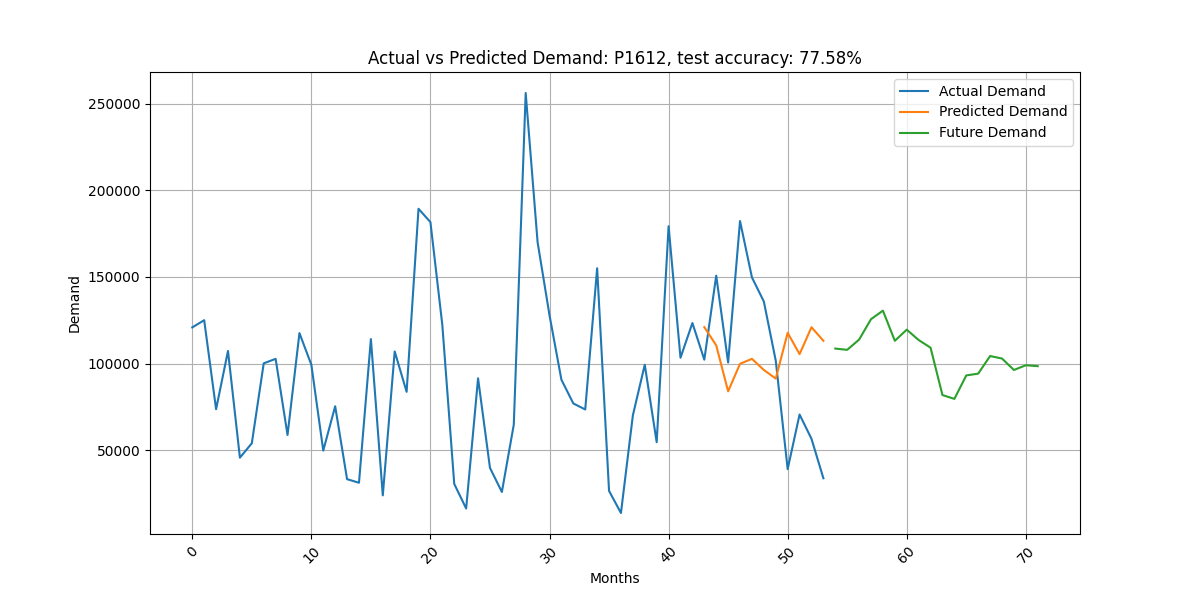 Actual vs Predicted Demand: P1612, test accuracy: 77.58%
Actual Demand
Predicted Demand
Future Demand
250000
200000
150000
100000
50000
Demand
0 10 20 30 40 50 60 70
Months